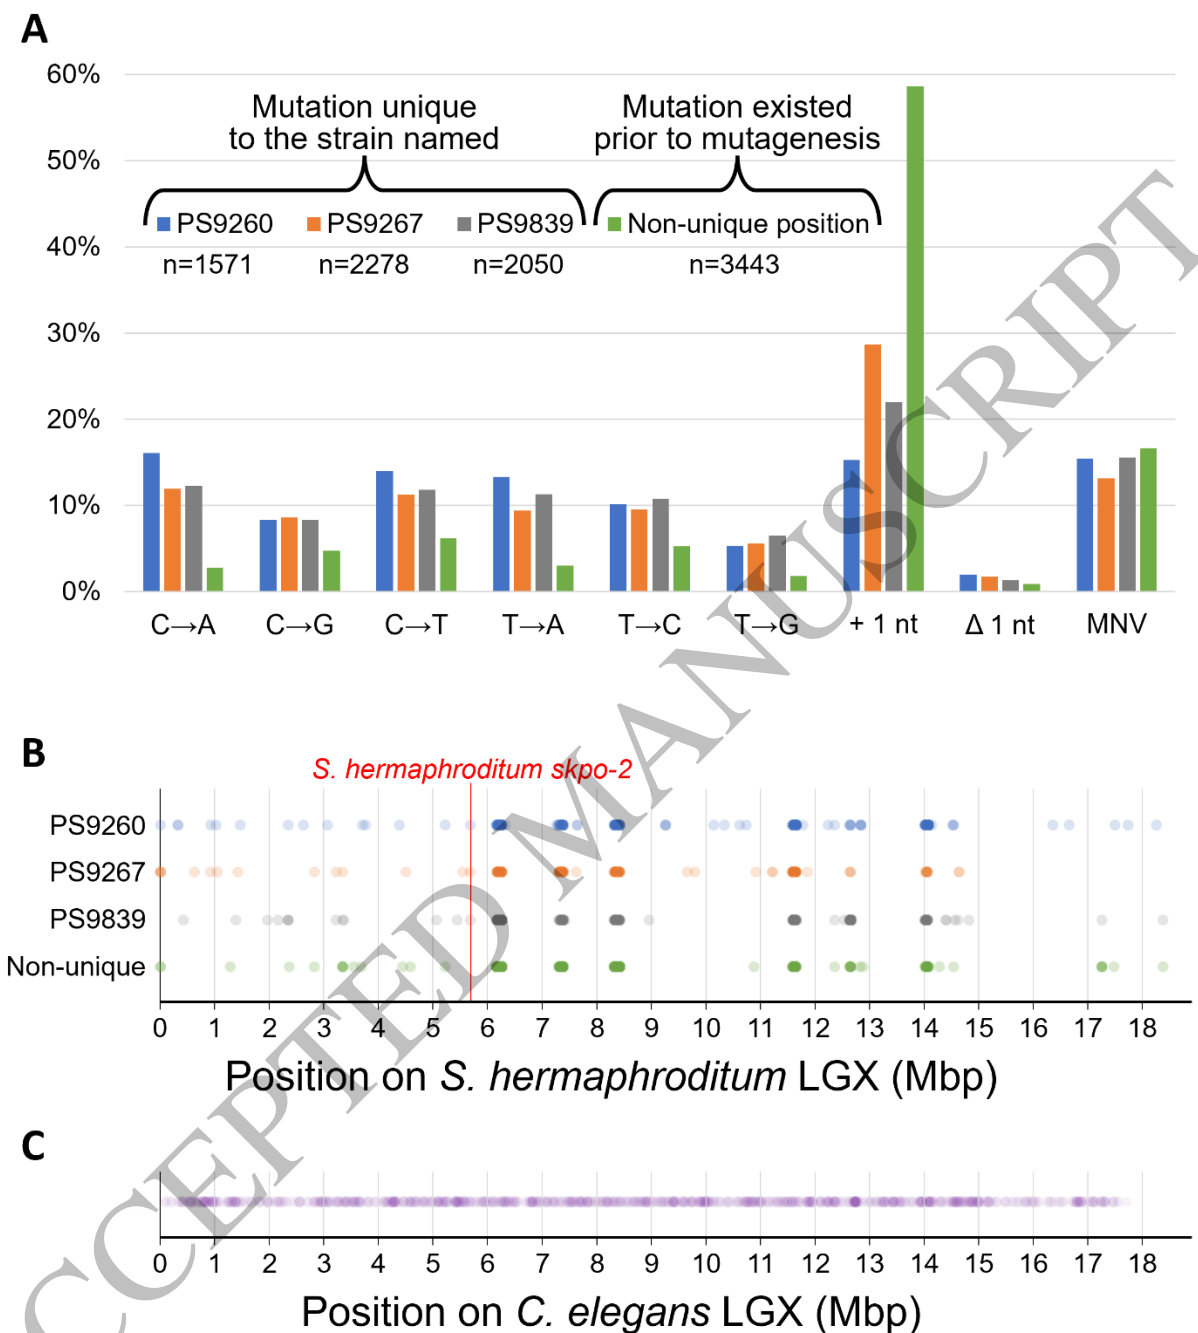 A
60%
50%
40%
30%
20%
10%
0%
Mutation unique
to the strain named
Mutation existed
prior to mutagenesis
PS9260 PS9267 PS9839 Non-unique position
n=1571 n=2278 n=2050 n=3443
C→A C→G C→T T→A T→C T→G + 1 nt Δ 1 nt MNV
B
S. hermaphroditum skpo-2
PS9260
PS9267
PS9839
Non-unique
0 1 2 3 4 5 6 7 8 9 10 11 12 13 14 15 16 17 18
Position on S. hermaphroditum LGX (Mbp)
C
0 1 2 3 4 5 6 7 8 9 10 11 12 13 14 15 16 17 18
Position on C. elegans LGX (Mbp)
CCEPTED MANUSCRIPT